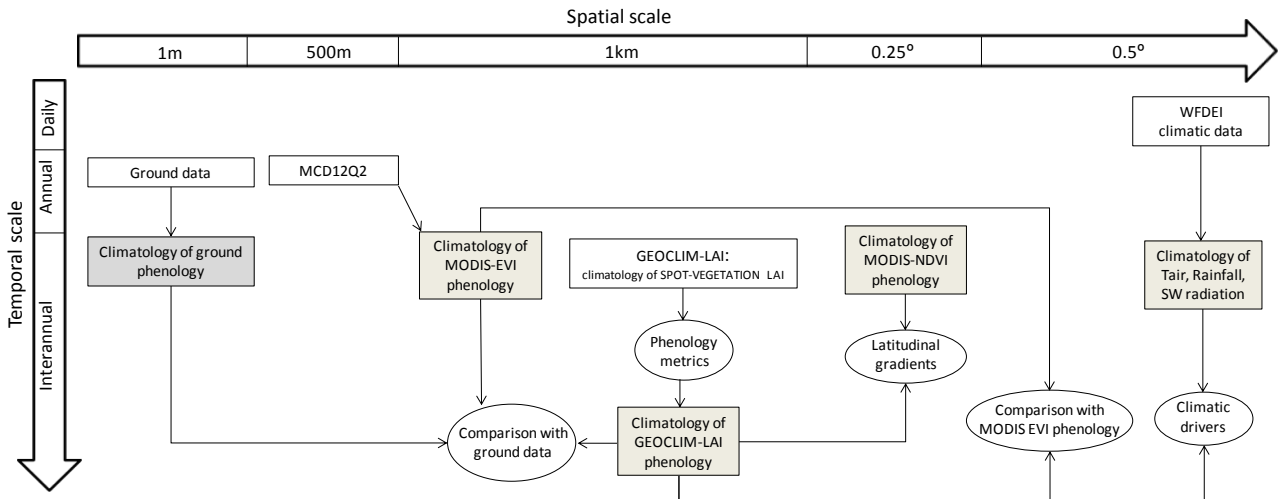 Spatial scale
1m
500m
1km
0.25º
0.5º
Temporal scale
Daily
Annual
Interannual
WFDEI
climatic data
Ground data
MCD12Q2
Climatology of ground
phenology
Climatology of
MODIS-EVI
phenology
GEOCLIM-LAI:
climatology of SPOT-VEGETATION LAI
Climatology of
MODIS-NDVI
phenology
Climatology of
Tair, Rainfall,
SW radiation
Phenology
metrics
Latitudinal
gradients
Comparison with
ground data
Climatology of
GEOCLIM-LAI
phenology
Comparison with
MODIS EVI phenology
Climatic
drivers